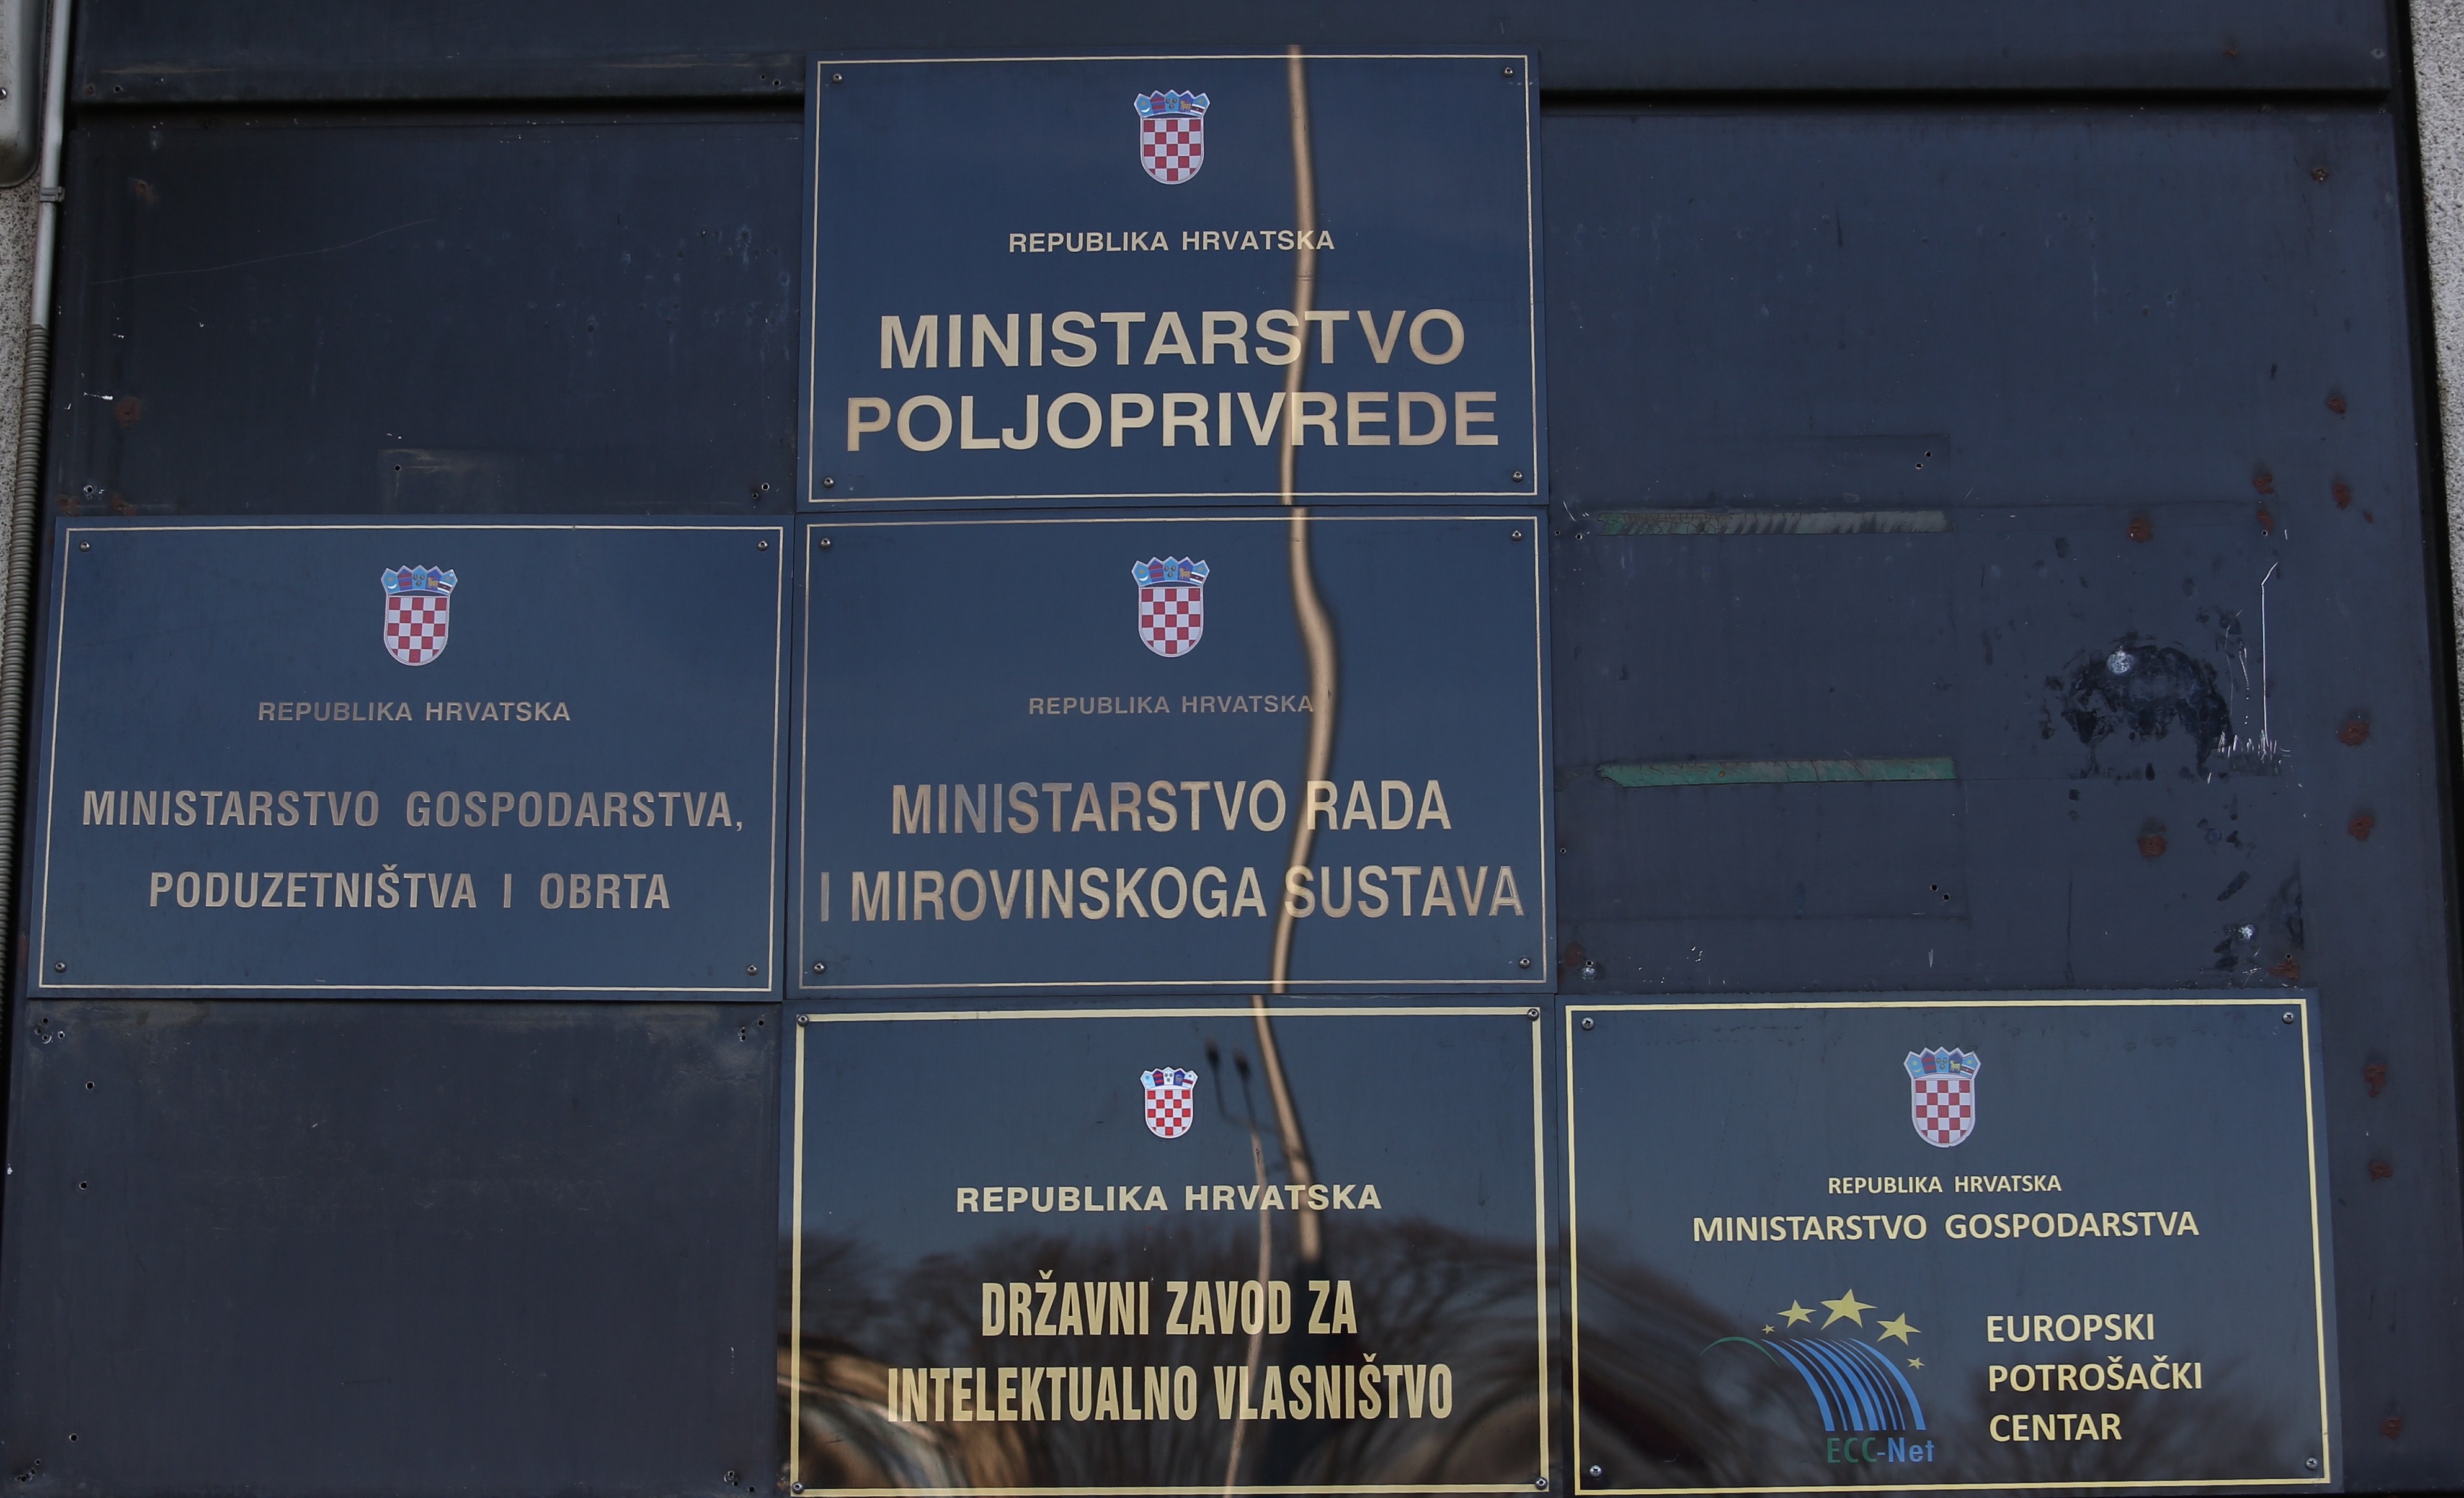 REPUBLIKA HRVATSKA
MINISTARSTVO
POLJOPRIVREDE
REPUBLIKA HRVATSKA
MINISTARSTVO GOSPODARSTVA,
PODUZETNIŠTVA I OBRTA
REPUBLIKA HRVATSKA
MINISTARSTVO RADA
I MIROVINSKOGA SUSTAVA
REPUBLIKA HRVATSKA
DRŽAVNI ZAVOD ZA
INTELEKTUALNO VLASNIŠTVO
REPUBLIKA HRVATSKA
MINISTARSTVO GOSPODARSTVA
EUROPSKI
POTROŠAČKI
CENTAR
ECC-Net